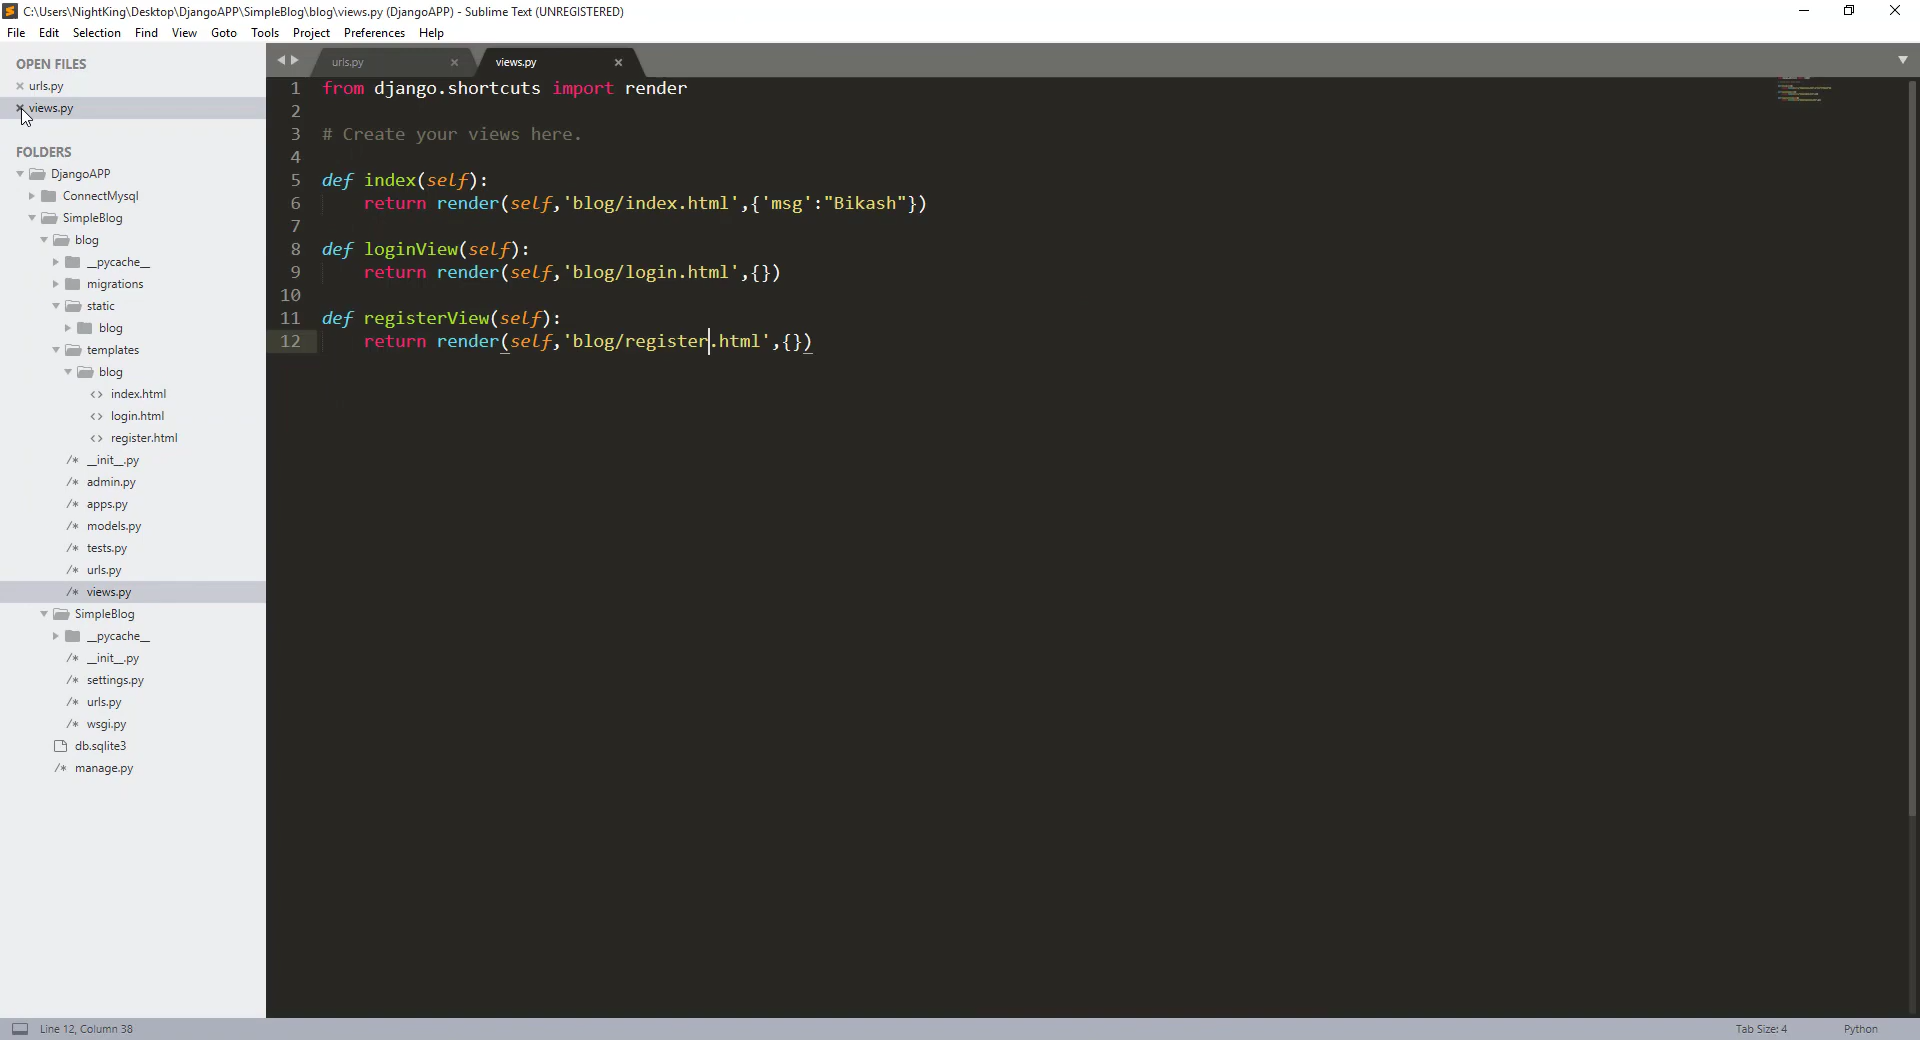 C:\Users\NightKing\Desktop\DjangoAPP\SimpleBlog\blog\views.py (DjangoAPP) - Sublime Text (UNREGISTERED)
File Edit Selection Find View Goto Tools Project Preferences Help
OPEN FILES
urls.py
views.py
FOLDERS
DjangoAPP
ConnectMysql
SimpleBlog
blog
__pycache__
migrations
static
blog
templates
blog
index.html
login.html
register.html
__init__.py
admin.py
apps.py
models.py
tests.py
urls.py
views.py
SimpleBlog
__pycache__
__init__.py
settings.py
urls.py
wsgi.py
db.sqlite3
manage.py
urls.py views.py
1 from django.shortcuts import render
2
3 # Create your views here.
4
5 def index(self):
6     return render(self,'blog/index.html',{'msg':"Bikash"})
7
8 def loginView(self):
9     return render(self,'blog/login.html',{})
10
11 def registerView(self):
12     return render(self,'blog/register.html',{})
Line 12, Column 38 Tab Size: 4 Python